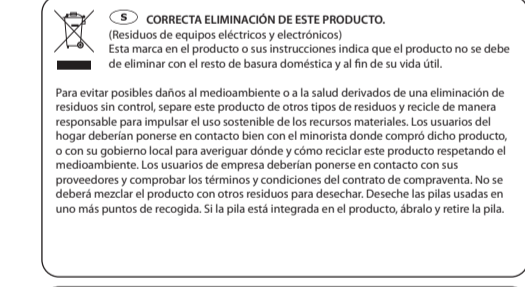 S CORRECTA ELIMINACIÓN DE ESTE PRODUCTO.
(Residuos de equipos eléctricos y electrónicos)
Esta marca en el producto o sus instrucciones indica que el producto no se debe
de eliminar con el resto de basura doméstica y al fin de su vida útil.
Para evitar posibles daños al medioambiente o a la salud derivados de una eliminación de
residuos sin control, separe este producto de otros tipos de residuos y recicle de manera
responsable para impulsar el uso sostenible de los recursos materiales. Los usuarios del
hogar deberían ponerse en contacto bien con el minorista donde compró dicho producto,
o con su gobierno local para averiguar dónde y cómo reciclar este producto respetando el
medioambiente. Los usuarios de empresa deberían ponerse en contacto con sus
proveedores y comprobar los términos y condiciones del contrato de compraventa. No se
deberá mezclar el producto con otros residuos para desechar. Deseche las pilas usadas en
uno más puntos de recogida. Si la pila está integrada en el producto, ábralo y retire la pila.